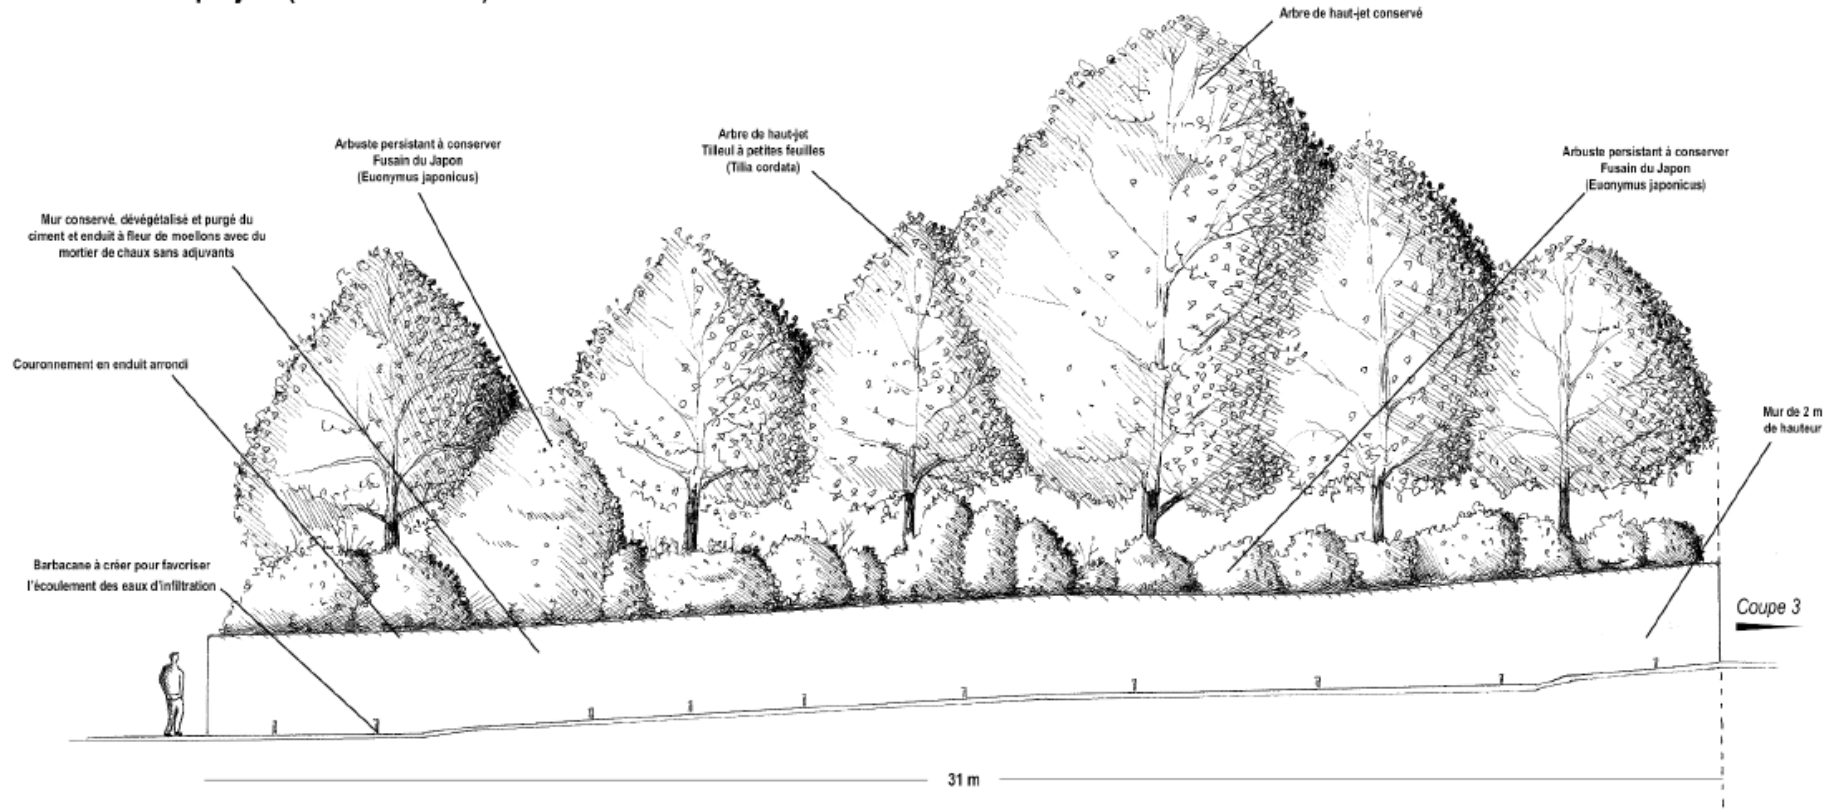 Arbre de haut-jet conservé
Arbuste persistant à conserver
Fusain du Japon
(Euonymus japonicus)
Arbre de haut-jet
Tilleul à petites feuilles
(Tilia cordata)
Arbuste persistant à conserver
Fusain du Japon
(Euonymus japonicus)
Mur conservé, dévégétalisé et purgé du
ciment et enduit à fleur de moellons avec du
mortier de chaux sans adjuvants
Couronnement en enduit arrondi
Mur de 2 m
de hauteur
Barbacane à créer pour favoriser
l'écoulement des eaux d'infiltration
Coupe 3
31 m